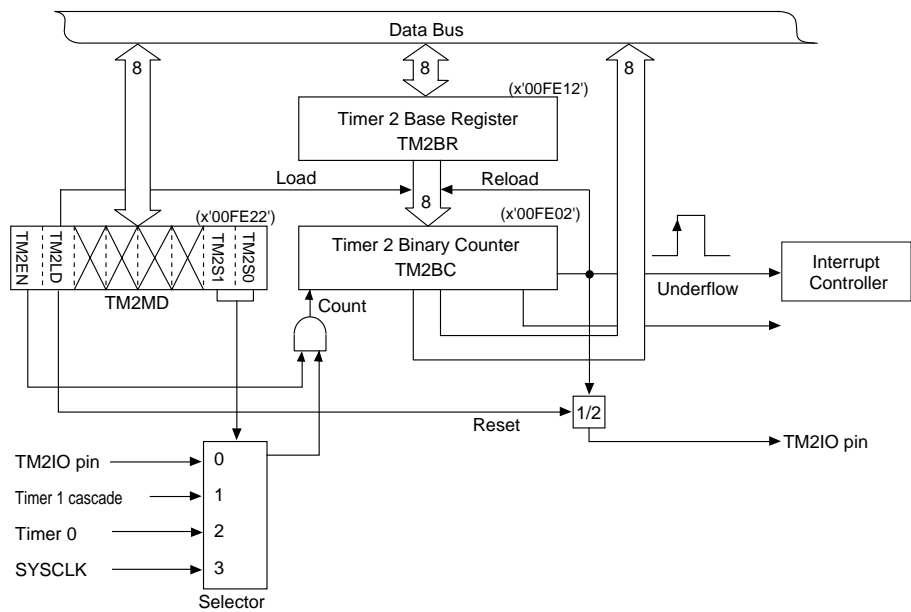 Data Bus
8
8
8
(x'00FE12')
Timer 2 Base Register
TM2BR
Load
8
Reload
(x'00FE22')
(x'00FE02')
TM2EN
TM2LD
TM2S1
TM2S0
TM2MD
Timer 2 Binary Counter
TM2BC
Underflow
Interrupt
Controller
Count
Reset
1/2
TM2IO pin
TM2IO pin
0
Timer 1 cascade
1
Timer 0
2
SYSCLK
3
Selector